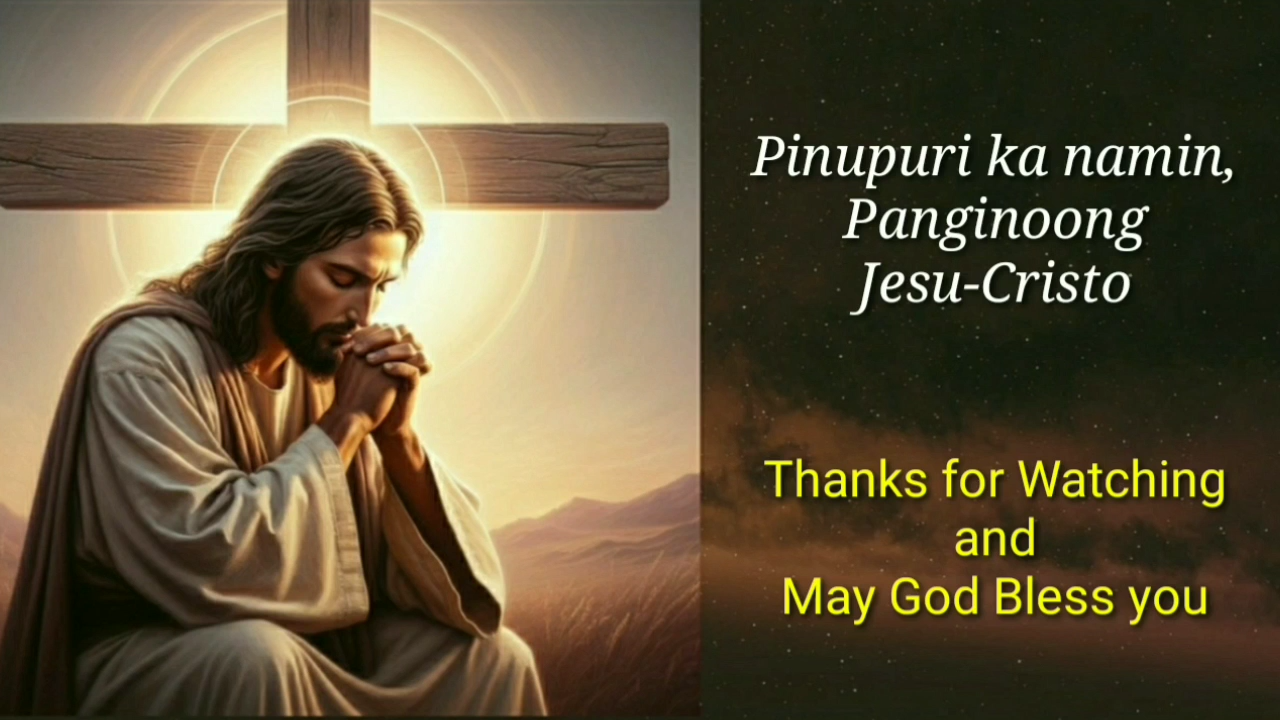 Pinupuri ka namin,
Panginoong
Jesu-Cristo
Thanks for Watching
and
May God Bless you